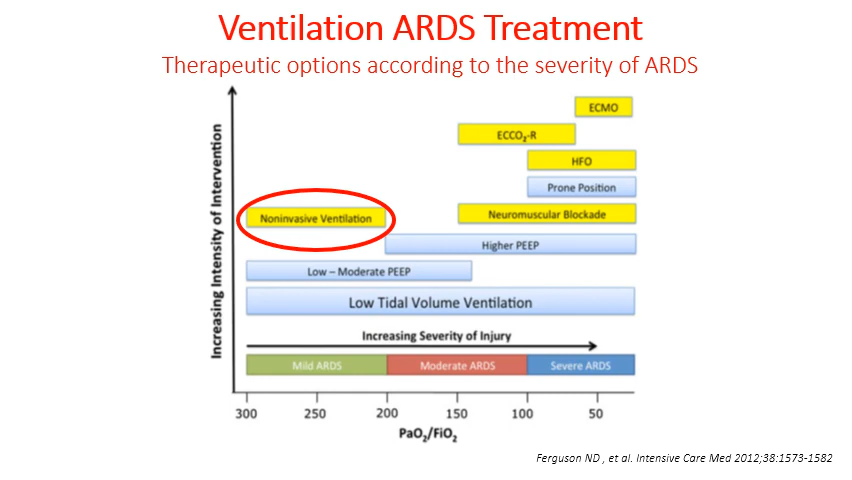 Ventilation ARDS Treatment
Therapeutic options according to the severity of ARDS
ECMO
ECCO₂-R
HFO
Prone Position
Noninvasive Ventilation
Neuromuscular Blockade
Higher PEEP
Low – Moderate PEEP
Low Tidal Volume Ventilation
Increasing Intensity of Intervention
Increasing Severity of Injury
Mild ARDS
Moderate ARDS
Severe ARDS
300 250 200 150 100 50
PaO₂/FiO₂
Ferguson ND , et al. Intensive Care Med 2012;38:1573-1582